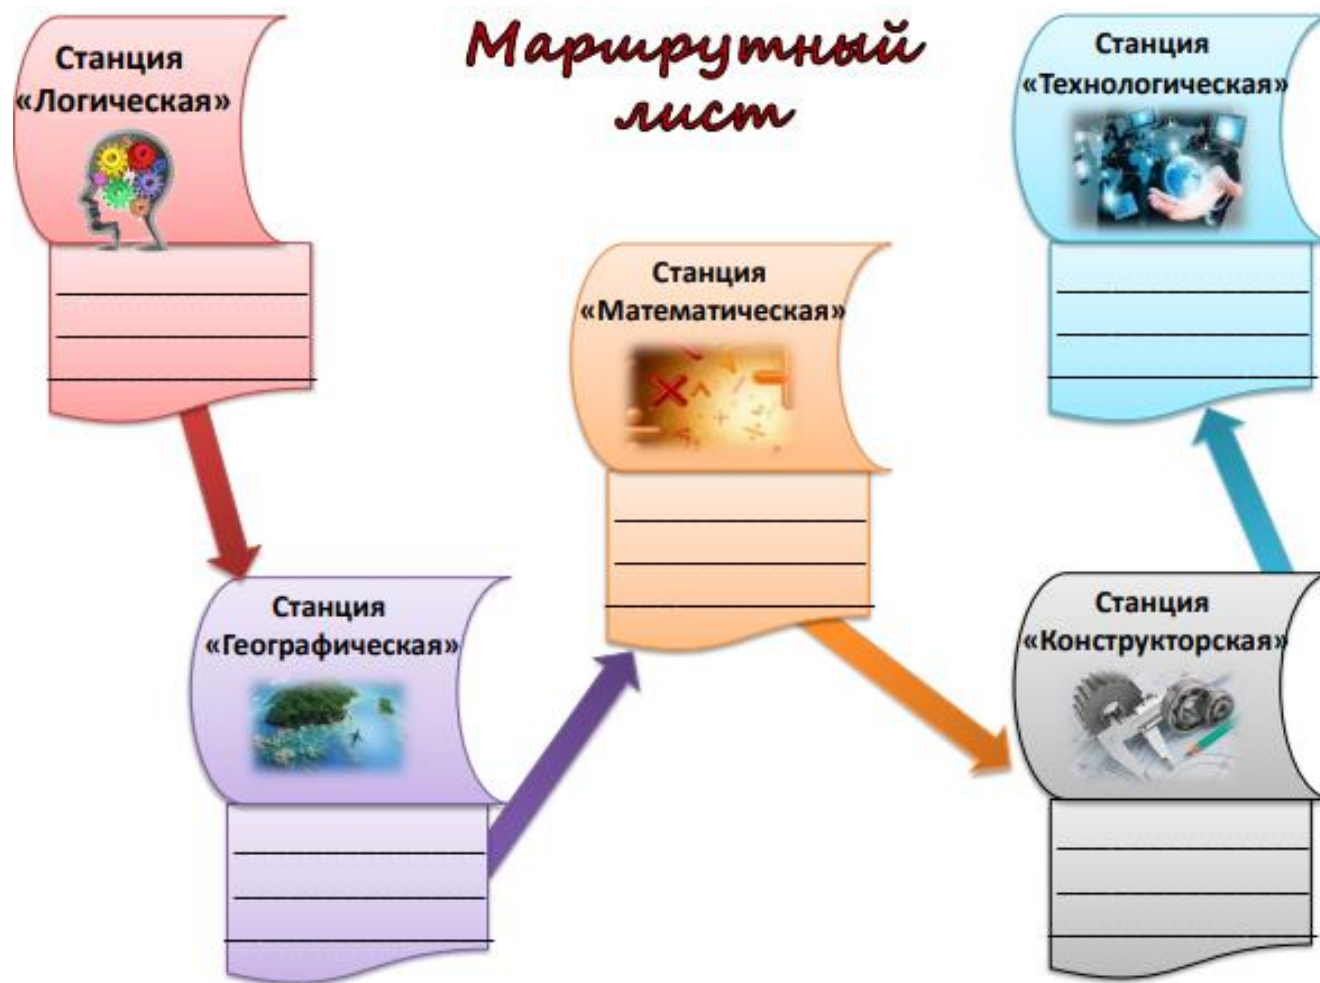 Маршрутный
лист
Станция
«Логическая»
Станция
«Географическая»
Станция
«Математическая»
Станция
«Конструкторская»
Станция
«Технологическая»